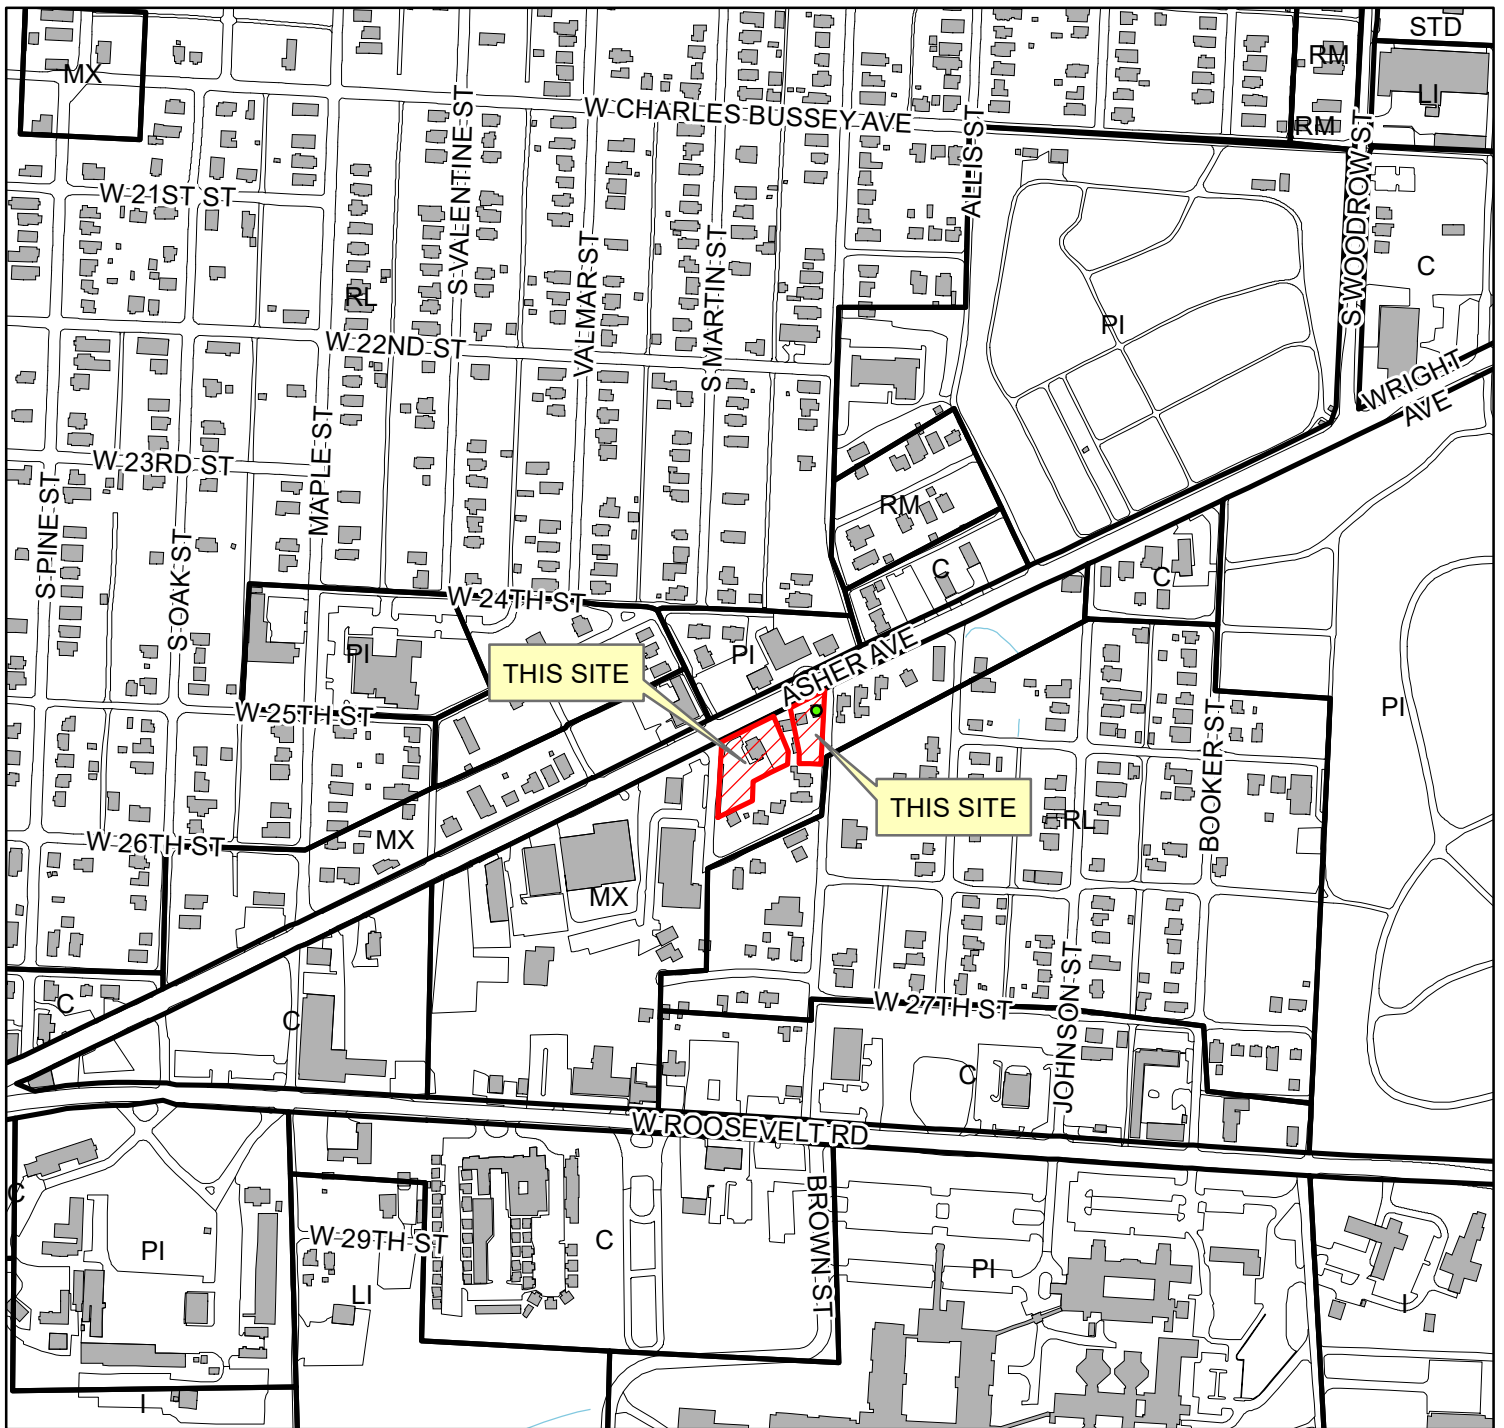 STD
RM
MX
LI
W CHARLES BUSSEY AVE
RM
ALLIS ST
S WOODROW ST
S VALENTINE ST
W 21ST ST
VALMAR ST
S MARTIN ST
C
RL
PI
W 22ND ST
WRIGHT
AVE
MAPLE ST
W 23RD ST
S PINE ST
S OAK ST
RM
C
C
W 24TH ST
PI
PI
ASHER AVE
THIS SITE
W 25TH ST
PI
BOOKER ST
THIS SITE
RL
W 26TH ST
MX
MX
JOHNSON ST
C
C
W 27TH ST
C
W ROOSEVELT RD
BROWN ST
C
W 29TH ST
C
PI
PI
LI
I
I